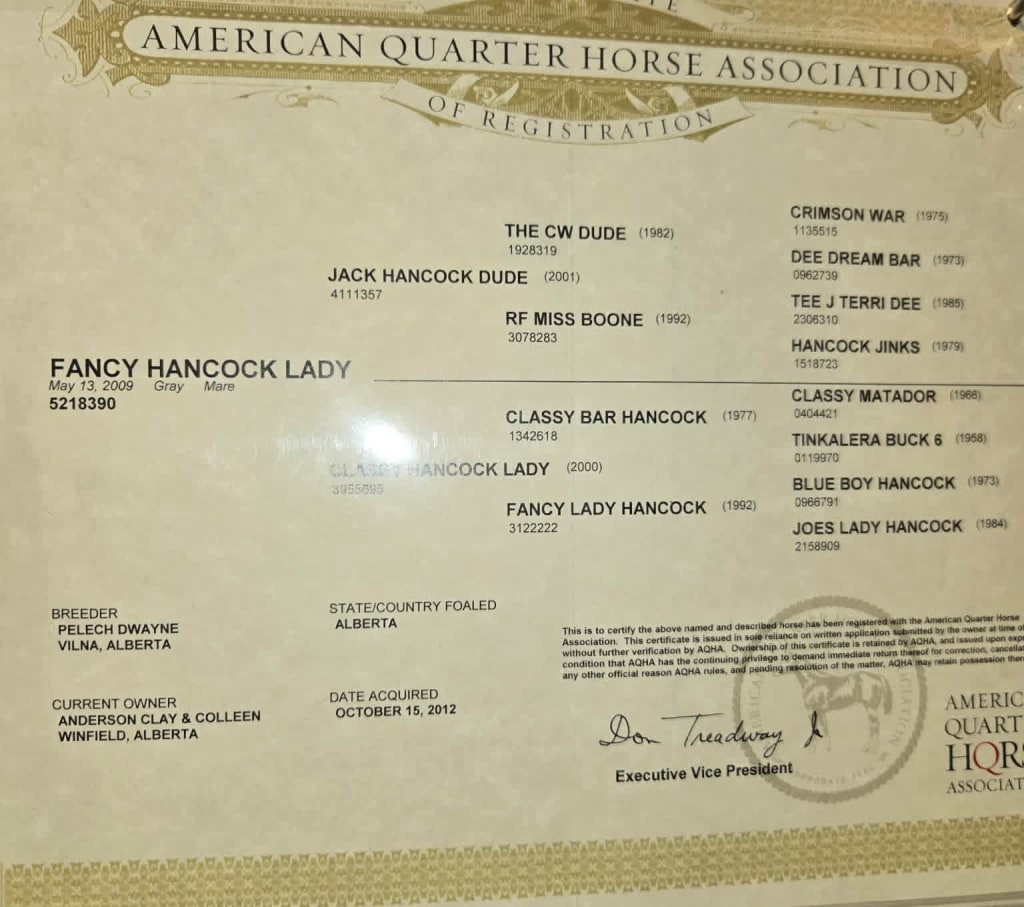 AMERICAN QUARTER HORSE ASSOCIATION
OF REGISTRATION
CRIMSON WAR (1975)
1135515
THE CW DUDE (1982)
1928319
DEE DREAM BAR (1973)
0962739
JACK HANCOCK DUDE (2001)
4111357
TEE J TERRI DEE (1985)
2306310
RF MISS BOONE (1992)
3078283
HANCOCK JINKS (1979)
1518723
FANCY HANCOCK LADY
May 13, 2009 Gray Mare
5218390
CLASSY MATADOR (1966)
0404421
CLASSY BAR HANCOCK (1977)
1342618
TINKALERA BUCK 6 (1958)
0119970
CLASSY HANCOCK LADY (2000)
BLUE BOY HANCOCK (1973)
0966791
FANCY LADY HANCOCK (1992)
3122222
JOES LADY HANCOCK (1984)
2158909
BREEDER
PELECH DWAYNE
VILNA, ALBERTA
STATE/COUNTRY FOALED
ALBERTA
CURRENT OWNER
ANDERSON CLAY & COLLEEN
WINFIELD, ALBERTA
DATE ACQUIRED
OCTOBER 15, 2012
This is to certify the above named and described horse has been registered with the American Quarter Horse
Association. This certificate is issued in sole reliance on written application submitted by the owner at time of
without further verification by AQHA. Ownership of this certificate is retained by AQHA, and issued upon exp
condition that AQHA has the continuing privilege to demand immediate return thereof for correction, cancella
any other official reason AQHA rules, and pending resolution of the matter, AQHA may retain possession there
Don Treadway Jr
Executive Vice President
AMERIC
QUART
HORS
ASSOCIAT